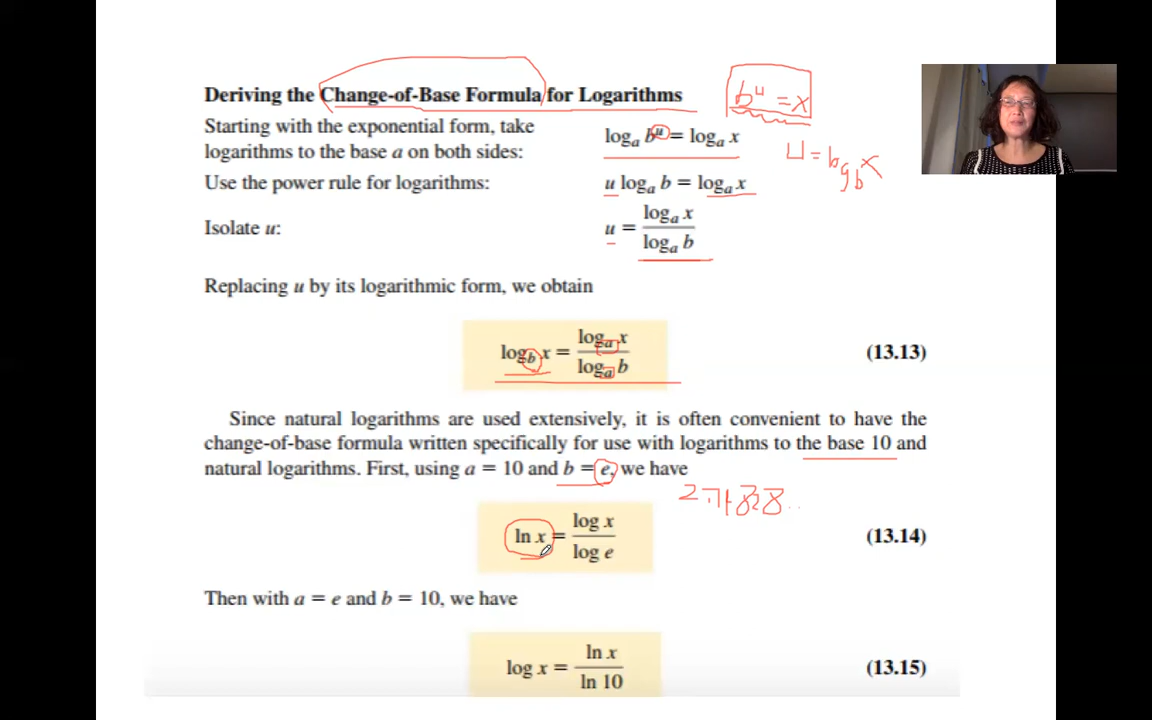 Deriving the Change-of-Base Formula for Logarithms
b^u = x
Starting with the exponential form, take
logarithms to the base a on both sides:
log_a b^u = log_a x
u = log_b x
Use the power rule for logarithms:
u log_a b = log_a x
Isolate u:
u = log_a x / log_a b
Replacing u by its logarithmic form, we obtain
log_b x = log_a x / log_a b
(13.13)
Since natural logarithms are used extensively, it is often convenient to have the
change-of-base formula written specifically for use with logarithms to the base 10 and
natural logarithms. First, using a = 10 and b = e, we have
ln x = log x / log e
(13.14)
Then with a = e and b = 10, we have
log x = ln x / ln 10
(13.15)